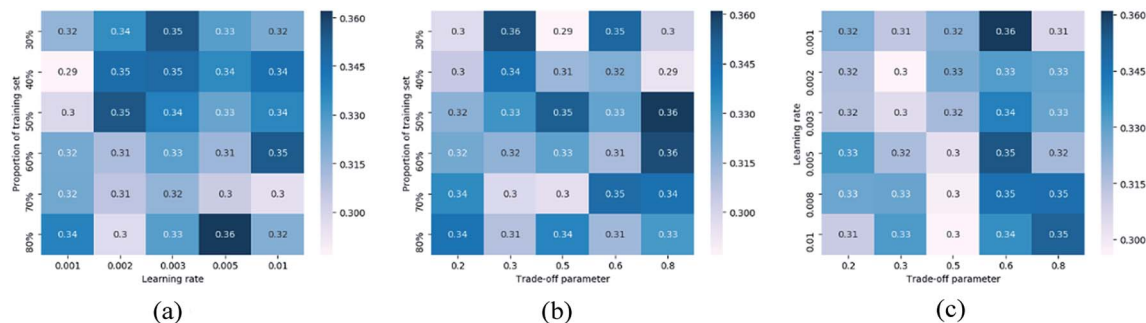 30% 0.32 0.34 0.35 0.33 0.32
40% 0.29 0.35 0.35 0.34 0.34
50% 0.3 0.35 0.34 0.33 0.34
60% 0.32 0.31 0.33 0.31 0.35
70% 0.32 0.31 0.32 0.3 0.3
80% 0.34 0.3 0.33 0.36 0.32
Proportion of training set
0.001 0.002 0.003 0.005 0.01
Learning rate
0.360
0.345
0.330
0.315
0.300
(a)
30% 0.3 0.36 0.29 0.35 0.3
40% 0.3 0.34 0.31 0.32 0.29
50% 0.32 0.33 0.35 0.33 0.36
60% 0.32 0.32 0.33 0.31 0.36
70% 0.34 0.3 0.3 0.35 0.34
80% 0.34 0.31 0.34 0.31 0.33
Proportion of training set
0.2 0.3 0.5 0.6 0.8
Trade-off parameter
0.360
0.345
0.330
0.315
0.300
(b)
0.001 0.32 0.31 0.32 0.36 0.31
0.002 0.32 0.3 0.33 0.33 0.33
0.003 0.32 0.3 0.32 0.34 0.33
0.005 0.33 0.32 0.3 0.35 0.32
0.008 0.33 0.33 0.3 0.35 0.35
0.01 0.31 0.33 0.3 0.34 0.35
Learning rate
0.2 0.3 0.5 0.6 0.8
Trade-off parameter
0.360
0.345
0.330
0.315
0.300
(c)